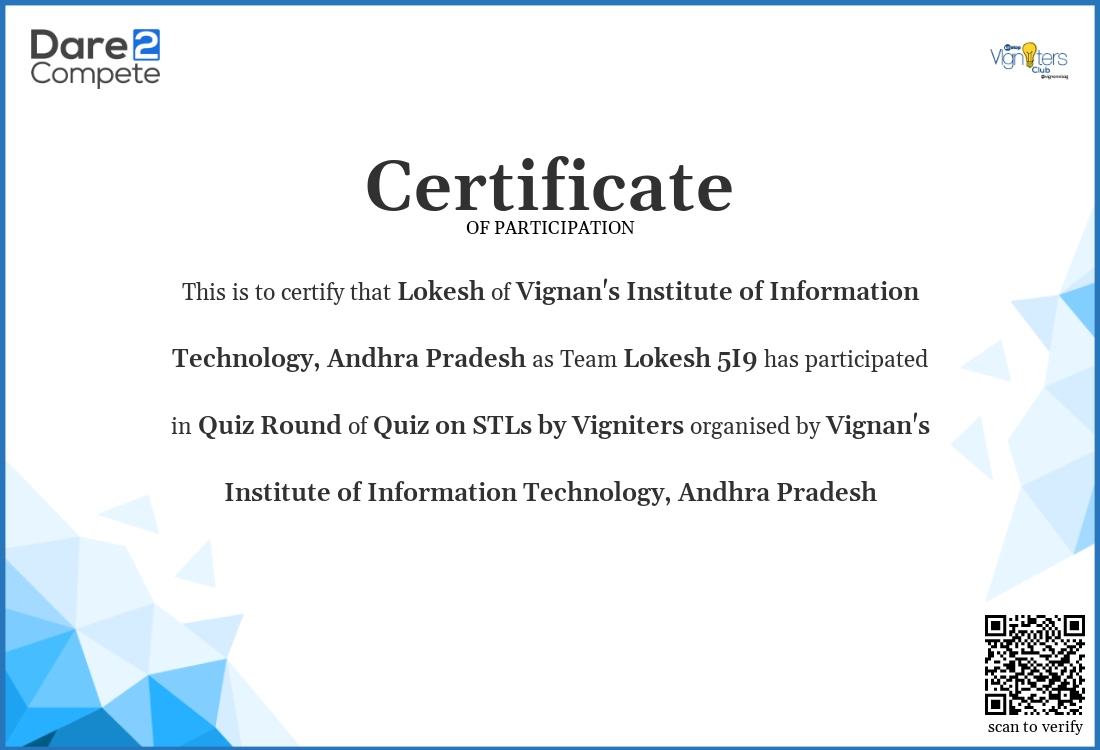 Dare2
Compete
Vigniters
Club
Certificate
OF PARTICIPATION
This is to certify that Lokesh of Vignan's Institute of Information
Technology, Andhra Pradesh as Team Lokesh 5I9 has participated
in Quiz Round of Quiz on STLs by Vigniters organised by Vignan's
Institute of Information Technology, Andhra Pradesh
scan to verify